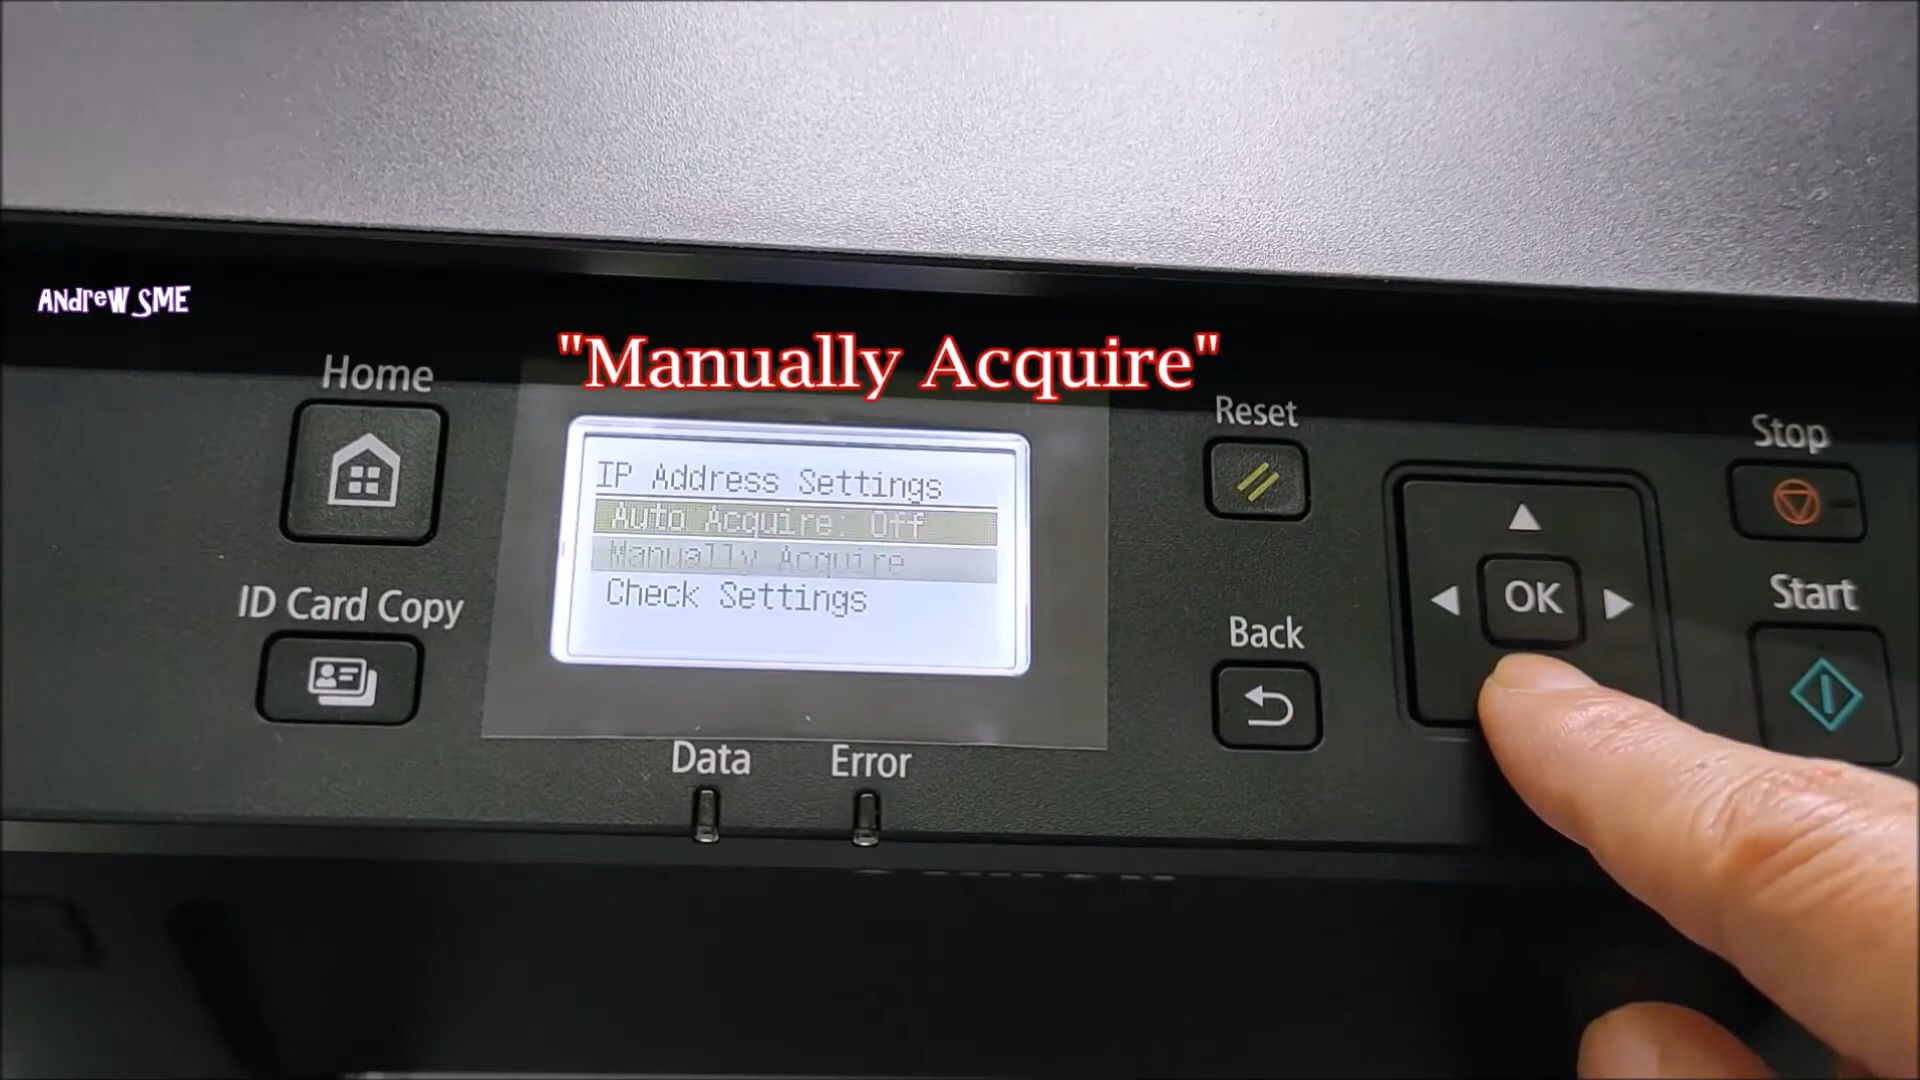 AndreW SME
"Manually Acquire"
Home
IP Address Settings
Auto Acquire: Off
Manually Acquire
Check Settings
Reset
Stop
OK
ID Card Copy
Back
Start
Data
Error